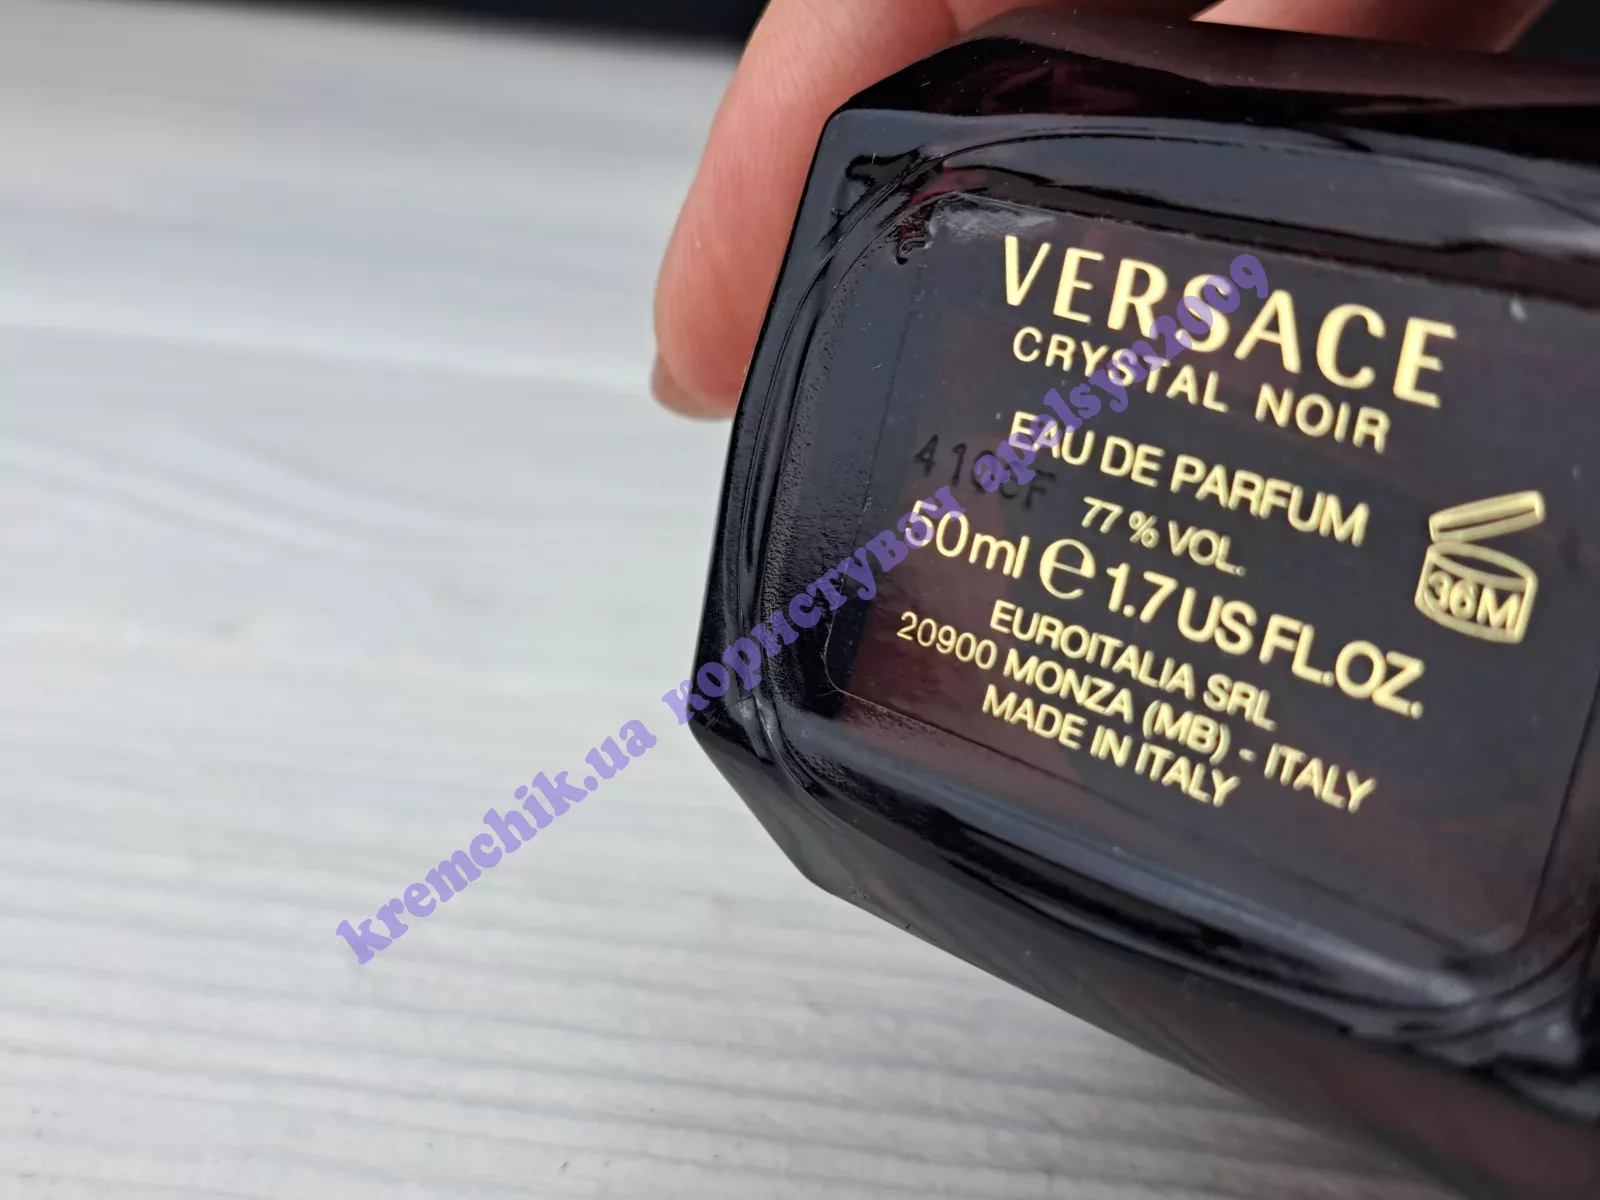 VERSACE
CRYSTAL NOIR
EAU DE PARFUM
77 % VOL.
50ml ℮ 1.7 US FL.OZ.
36M
EUROITALIA SRL
20900 MONZA (MB) - ITALY
MADE IN ITALY
kremchik.ua користувач apelsyn2009